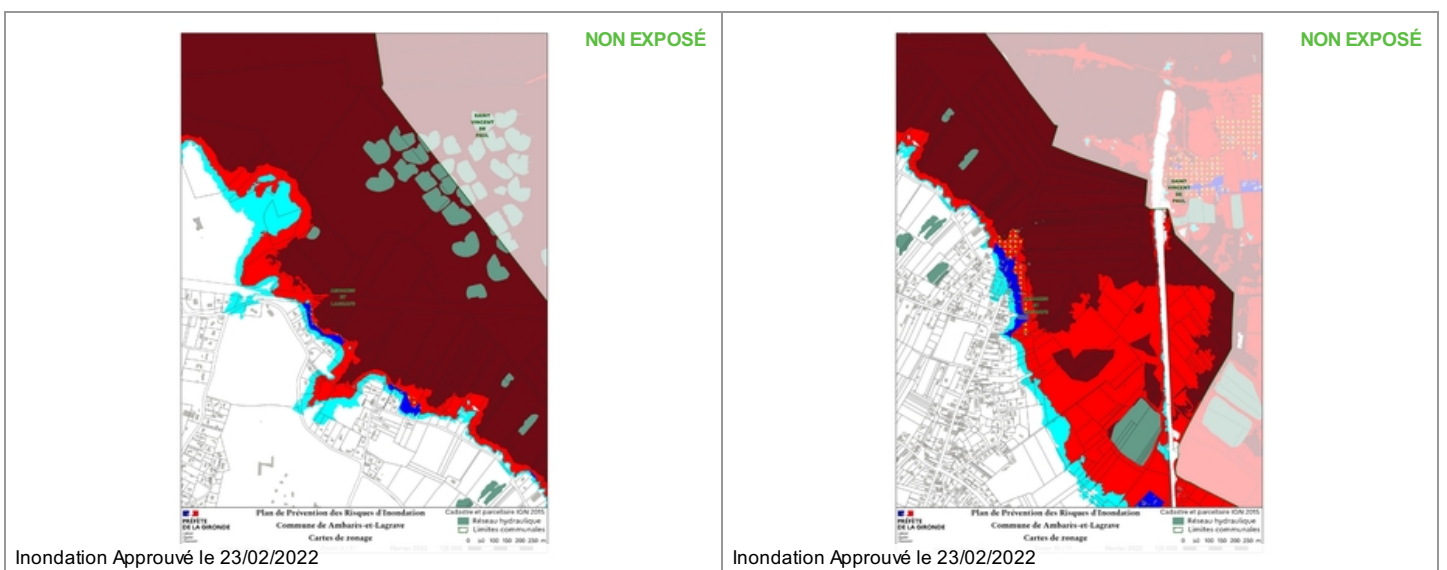 NON EXPOSÉ
SAINT
VINCENT
DE
PAUL
AMBARES
ET
LAGRAVE
PRÉFÈTE
DE LA GIRONDE
Plan de Prévention des Risques d'Inondation
Commune de Ambarès-et-Lagrave
Cartes de zonage
Cadastre et parcellaire IGN 2015
Réseau hydraulique
Limites communales
0 50 100 150 200 250 m
Inondation Approuvé le 23/02/2022
NON EXPOSÉ
SAINT
VINCENT
DE
PAUL
PRÉFÈTE
DE LA GIRONDE
Plan de Prévention des Risques d'Inondation
Commune de Ambarès-et-Lagrave
Cartes de zonage
Cadastre et parcellaire IGN 2015
Réseau hydraulique
Limites communales
0 50 100 150 200 250 m
Inondation Approuvé le 23/02/2022